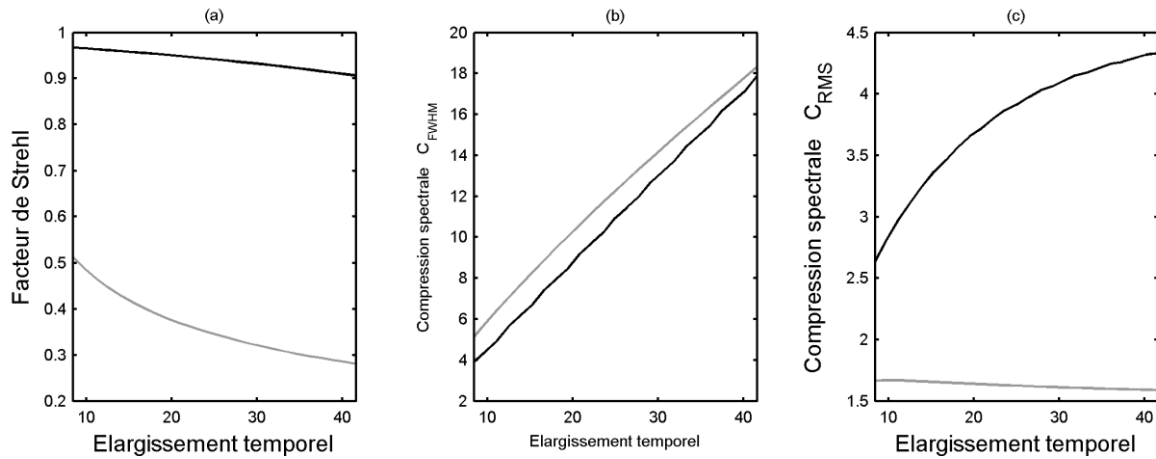 (a)
Facteur de Strehl
1
0.9
0.8
0.7
0.6
0.5
0.4
0.3
0.2
10 20 30 40
Elargissement temporel
(b)
Compression spectrale C_FWHM
20
18
16
14
12
10
8
6
4
2
10 20 30 40
Elargissement temporel
(c)
Compression spectrale C_RMS
4.5
4
3.5
3
2.5
2
1.5
10 20 30 40
Elargissement temporel